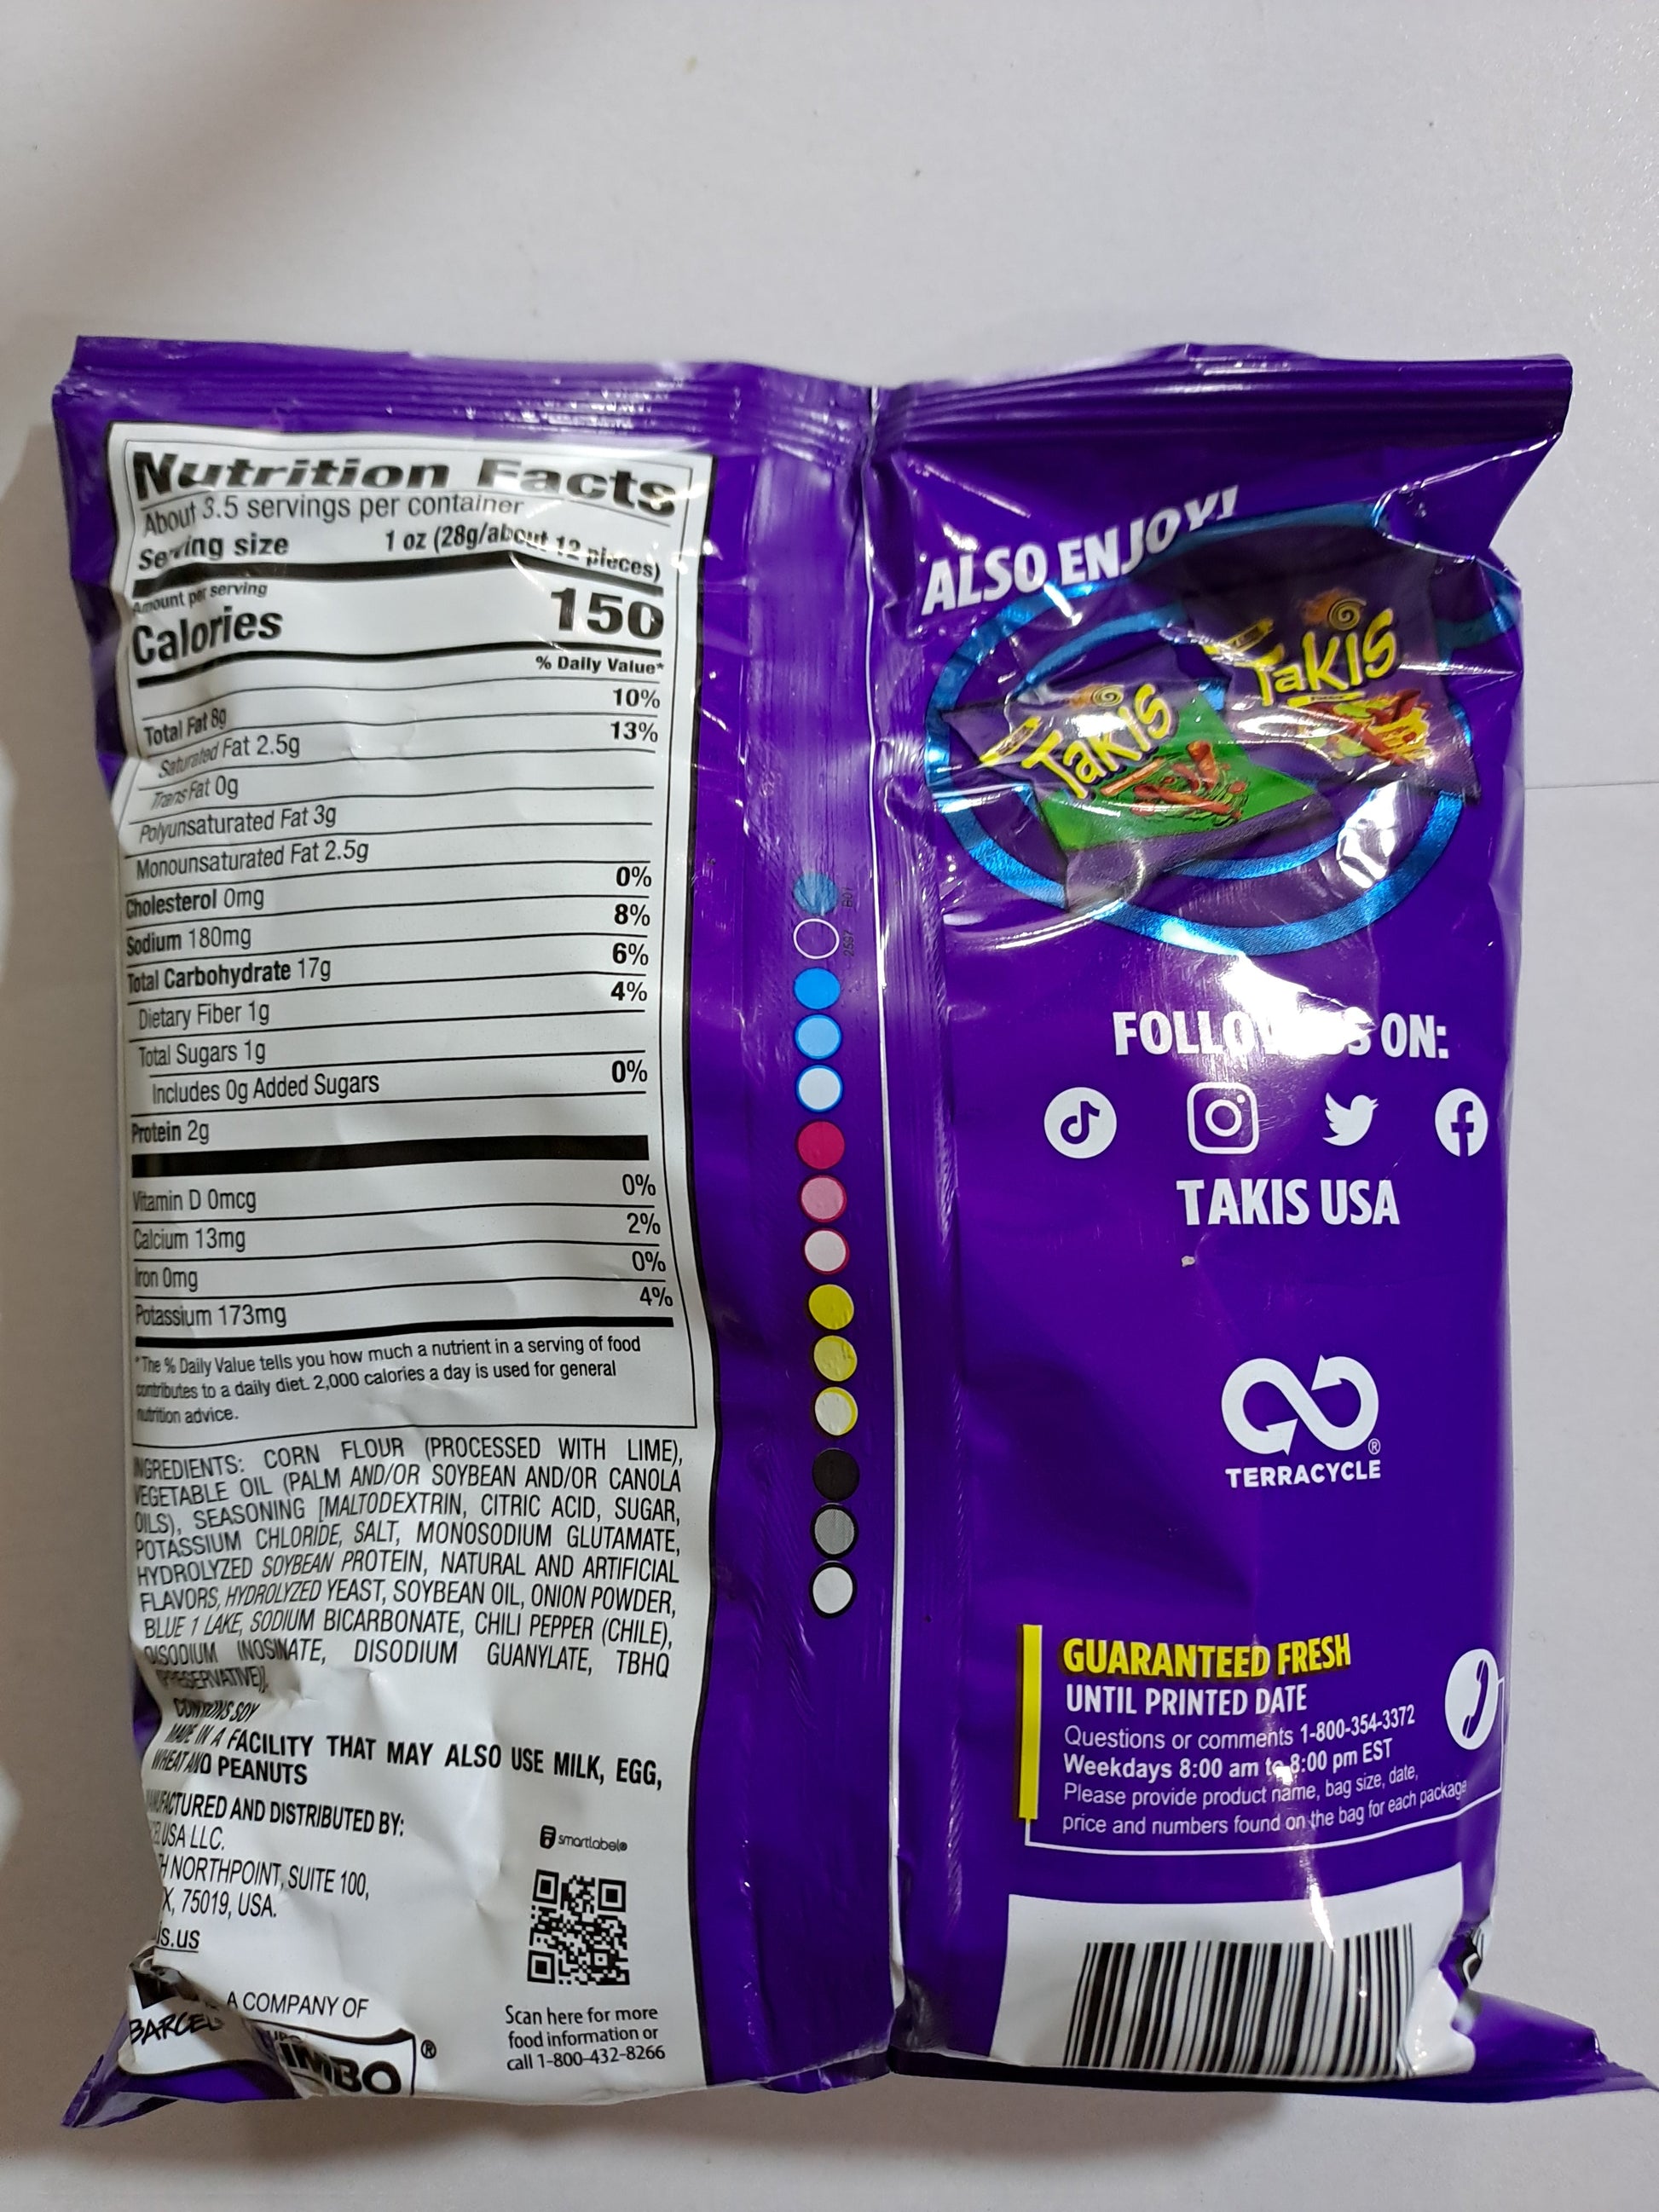 Nutrition Facts
About 3.5 servings per container
Serving size 1 oz (28g/about 12 pieces)
Amount per serving
Calories 150
% Daily Value*
Total Fat 8g 10%
Saturated Fat 2.5g 13%
Trans Fat 0g
Polyunsaturated Fat 3g
Monounsaturated Fat 2.5g
Cholesterol 0mg 0%
Sodium 180mg 8%
Total Carbohydrate 17g 6%
Dietary Fiber 1g 4%
Total Sugars 1g
Includes 0g Added Sugars 0%
Protein 2g
Vitamin D 0mcg 0%
Calcium 13mg 2%
Iron 0mg 0%
Potassium 173mg 4%
*The % Daily Value tells you how much a nutrient in a serving of food
contributes to a daily diet. 2,000 calories a day is used for general
nutrition advice.
INGREDIENTS: CORN FLOUR (PROCESSED WITH LIME),
VEGETABLE OIL (PALM AND/OR SOYBEAN AND/OR CANOLA
OILS), SEASONING [MALTODEXTRIN, CITRIC ACID, SUGAR,
POTASSIUM CHLORIDE, SALT, MONOSODIUM GLUTAMATE,
HYDROLYZED SOYBEAN PROTEIN, NATURAL AND ARTIFICIAL
FLAVORS, HYDROLYZED YEAST, SOYBEAN OIL, ONION POWDER,
BLUE 1 LAKE, SODIUM BICARBONATE, CHILI PEPPER (CHILE),
DISODIUM INOSINATE, DISODIUM GUANYLATE, TBHQ
(PRESERVATIVE)].
CONTAINS SOY
MADE IN A FACILITY THAT MAY ALSO USE MILK, EGG,
WHEAT AND PEANUTS
MANUFACTURED AND DISTRIBUTED BY:
USA LLC.
NORTHPOINT, SUITE 100,
75019, USA.
is.us
A COMPANY OF
BARCEL
BIMBO ®
smartlabel®
Scan here for more
food information or
call 1-800-432-8266
ALSO ENJOY!
Takis
Takis
FOLLOW US ON:
TAKIS USA
TERRACYCLE ®
GUARANTEED FRESH
UNTIL PRINTED DATE
Questions or comments 1-800-354-3372
Weekdays 8:00 am to 8:00 pm EST
Please provide product name, bag size, date,
price and numbers found on the bag for each package